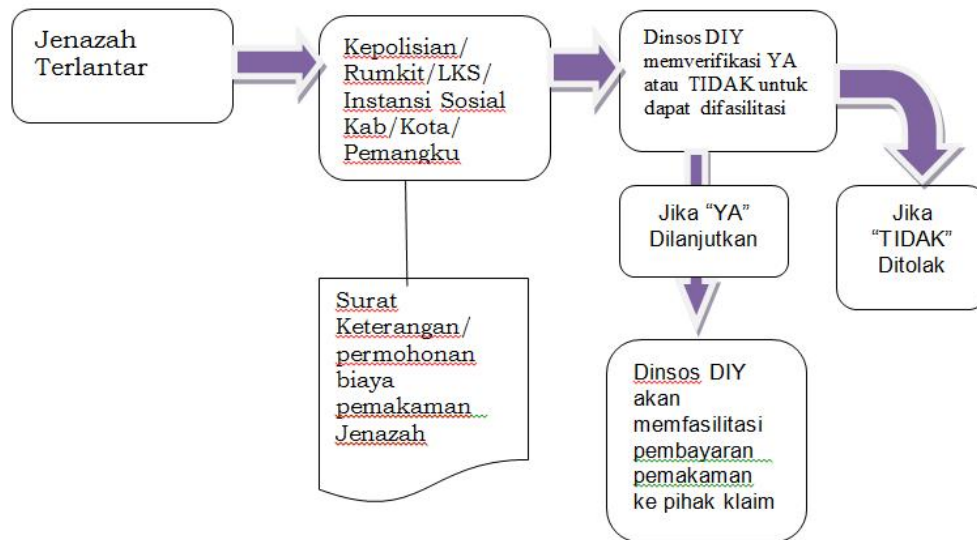 Jenazah
Terlantar
Kepolisian/
Rumkit/LKS/
Instansi Sosial
Kab/Kota/
Pemangku
Dinsos DIY
memverifikasi YA
atau TIDAK untuk
dapat difasilitasi
Jika “YA”
Dilanjutkan
Jika
“TIDAK”
Ditolak
Surat
Keterangan/
permohonan
biaya
pemakaman
Jenazah
Dinsos DIY
akan
memfasilitasi
pembayaran
pemakaman
ke pihak klaim